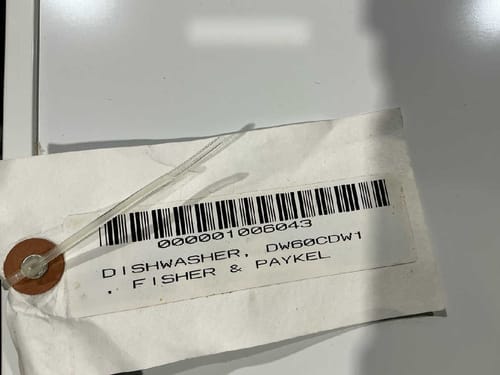 000001006043
DISHWASHER, DW60CDW1
. FISHER & PAYKEL